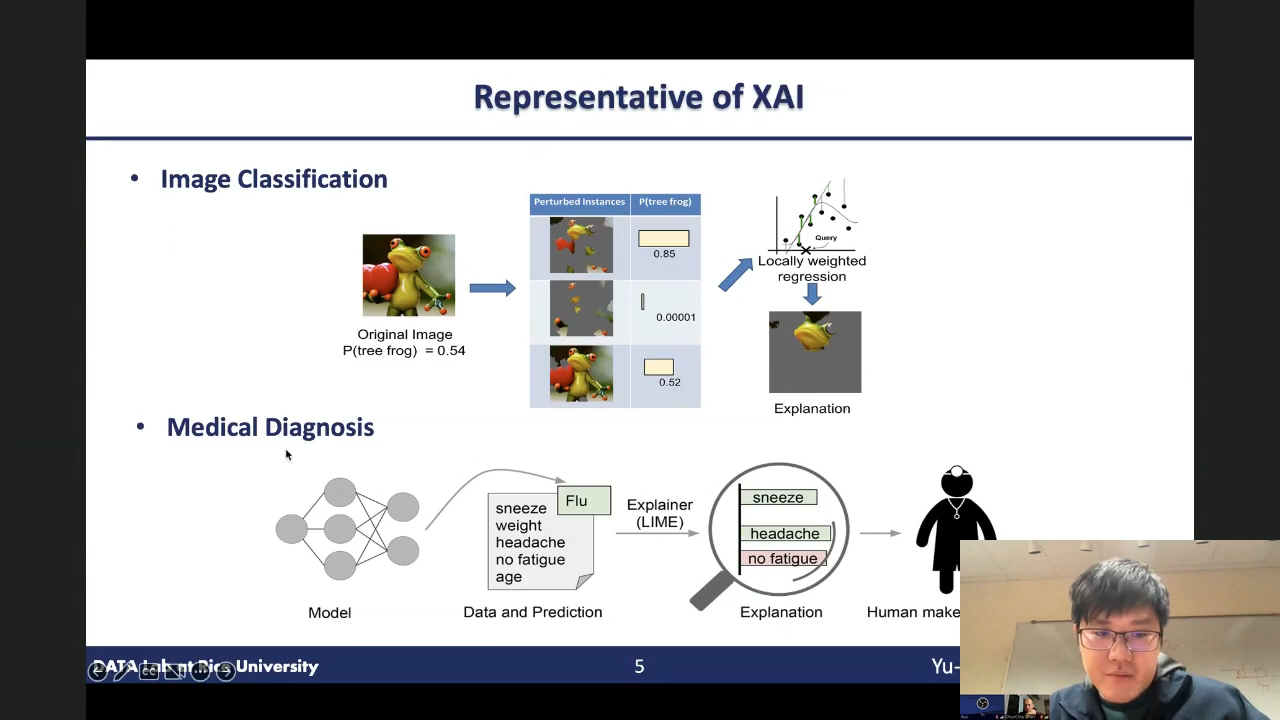 Representative of XAI
• Image Classification
Perturbed Instances
P(tree frog)
0.85
0.00001
0.52
Original Image
P(tree frog) = 0.54
Query
Locally weighted
regression
Explanation
• Medical Diagnosis
Model
Flu
sneeze
weight
headache
no fatigue
age
Data and Prediction
Explainer
(LIME)
sneeze
headache
no fatigue
Explanation
Human make
University
5
Yu-